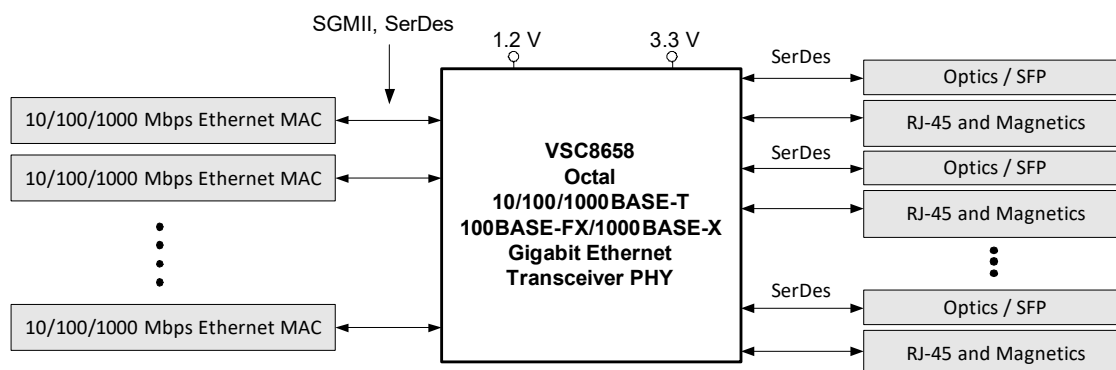 SGMII, SerDes
1.2 V
3.3 V
10/100/1000 Mbps Ethernet MAC
10/100/1000 Mbps Ethernet MAC
10/100/1000 Mbps Ethernet MAC
VSC8658
Octal
10/100/1000BASE-T
100BASE-FX/1000BASE-X
Gigabit Ethernet
Transceiver PHY
SerDes
Optics / SFP
RJ-45 and Magnetics
SerDes
Optics / SFP
RJ-45 and Magnetics
SerDes
Optics / SFP
RJ-45 and Magnetics